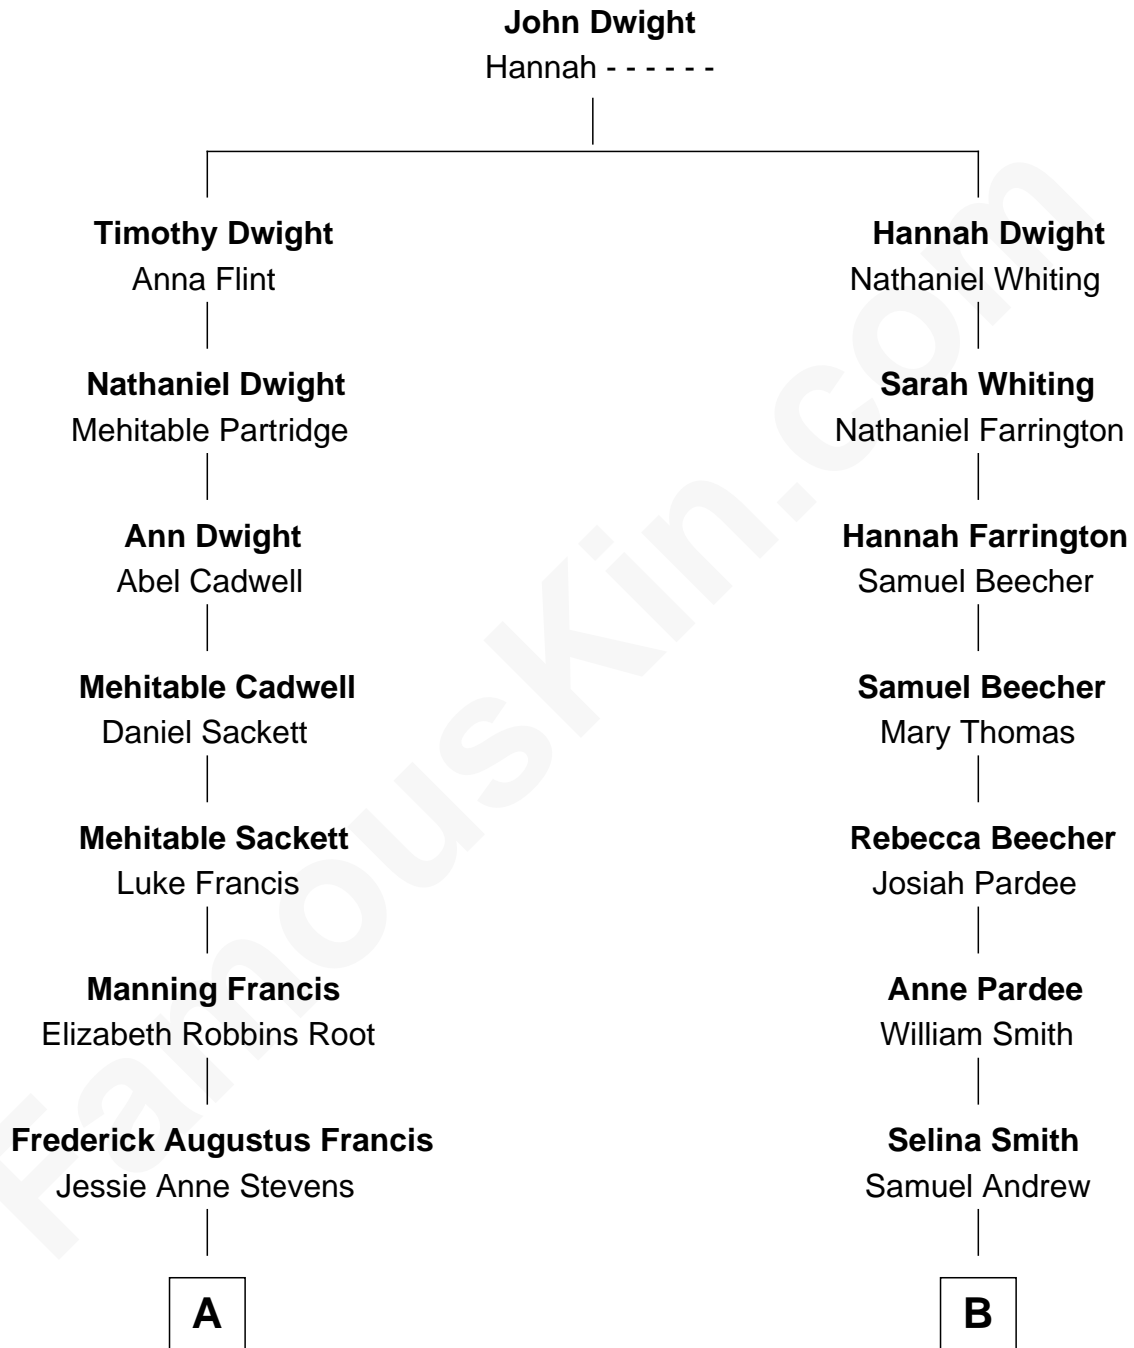 John Dwight
Hannah - - - - - -
Timothy Dwight
Anna Flint
Nathaniel Dwight
Mehitable Partridge
Ann Dwight
Abel Cadwell
Mehitable Cadwell
Daniel Sackett
Mehitable Sackett
Luke Francis
Manning Francis
Elizabeth Robbins Root
Frederick Augustus Francis
Jessie Anne Stevens
A
Hannah Dwight
Nathaniel Whiting
Sarah Whiting
Nathaniel Farrington
Hannah Farrington
Samuel Beecher
Samuel Beecher
Mary Thomas
Rebecca Beecher
Josiah Pardee
Anne Pardee
William Smith
Selina Smith
Samuel Andrew
B
FamousKin.com